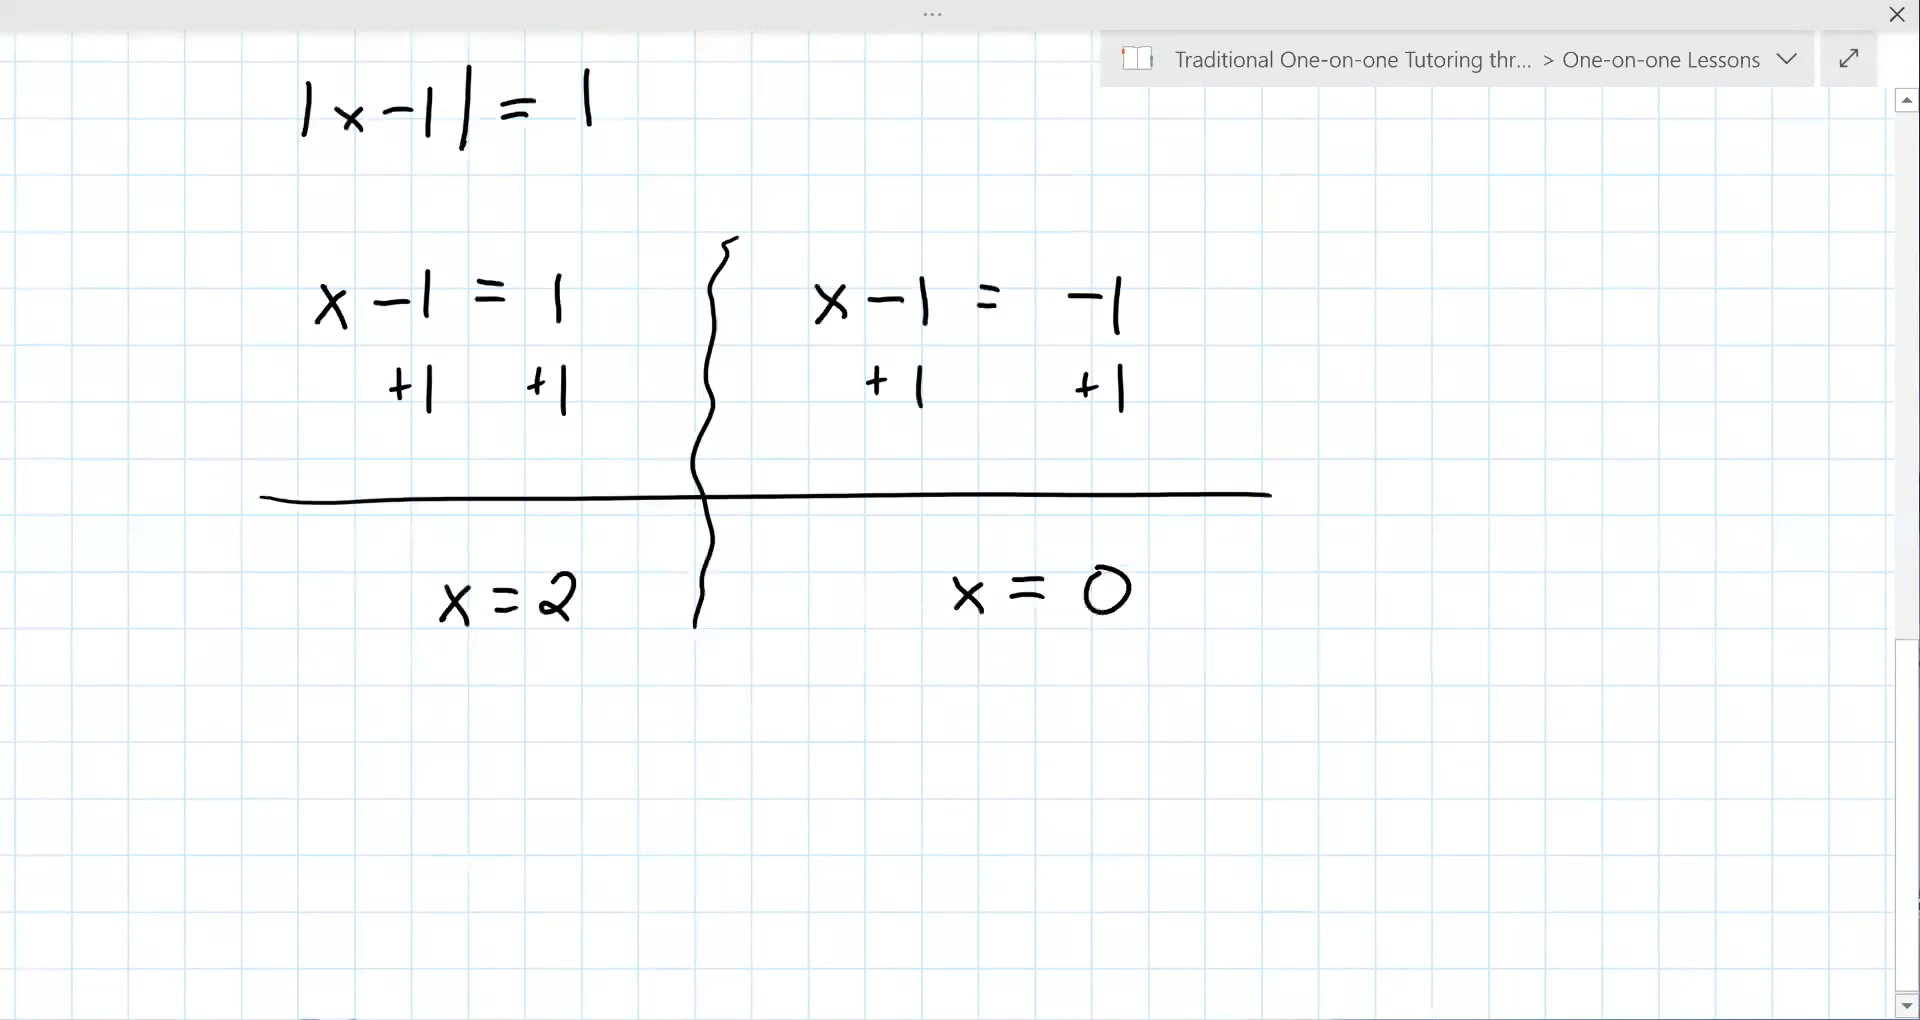 ...
Traditional One-on-one Tutoring thr... > One-on-one Lessons
|x-1| = 1
x-1 = 1 x-1 = -1
+1 +1 +1 +1
x=2 x=0